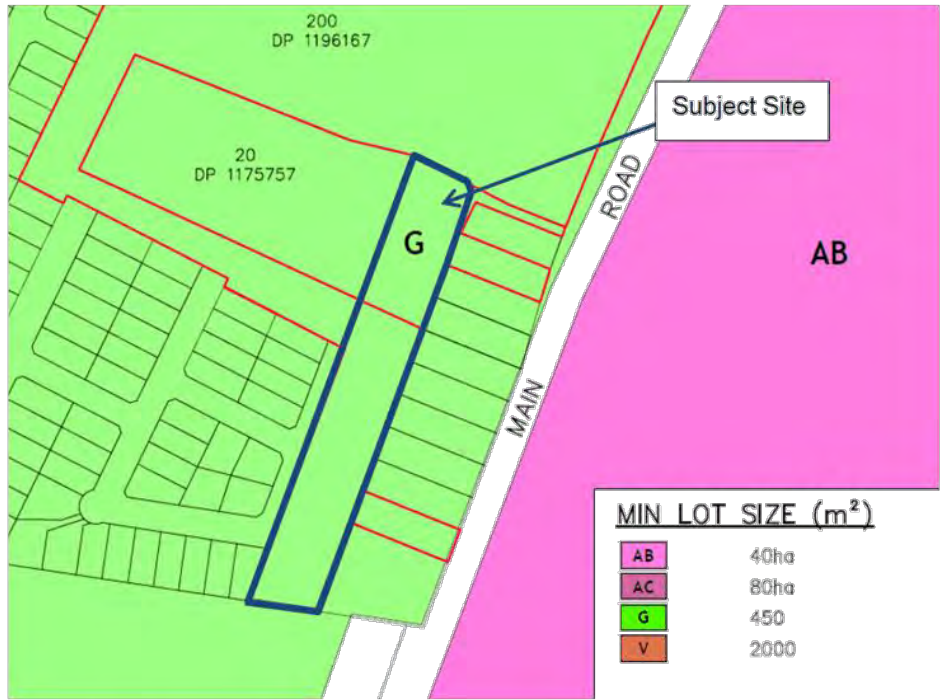 200
DP 1196167
Subject Site
20
DP 1175757
ROAD
G
AB
MAIN
MIN LOT SIZE (m²)
AB 40ha
AC 80ha
G 450
V 2000